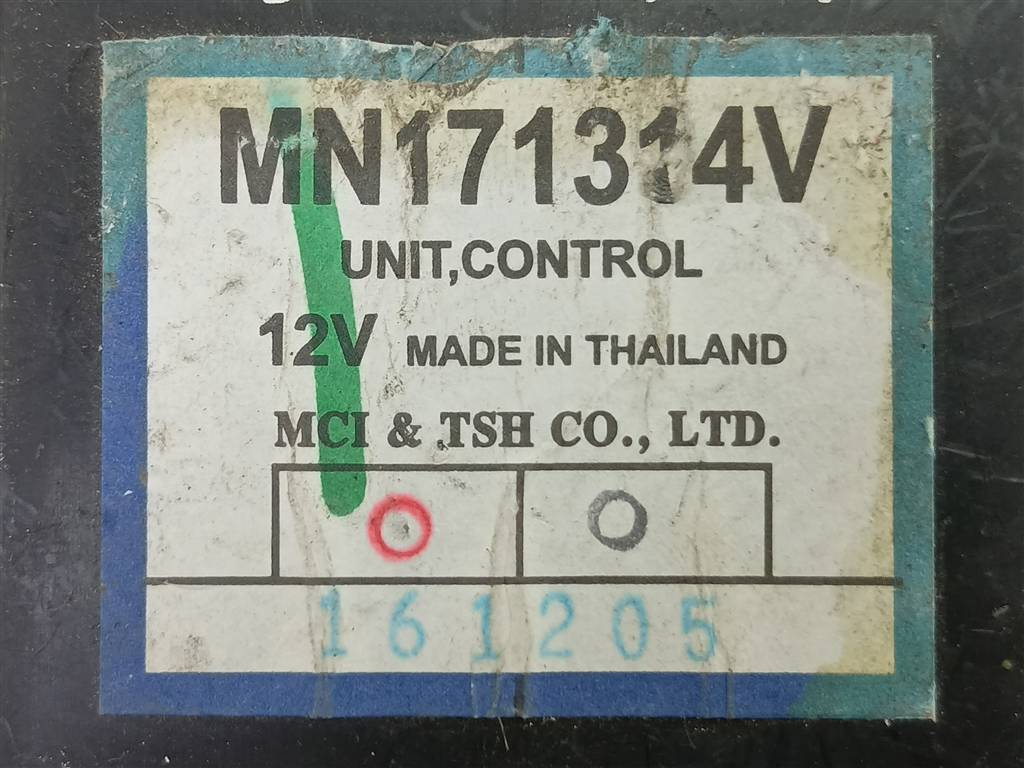 MN171314V
UNIT,CONTROL
12V MADE IN THAILAND
MCI & TSH CO., LTD.
161205